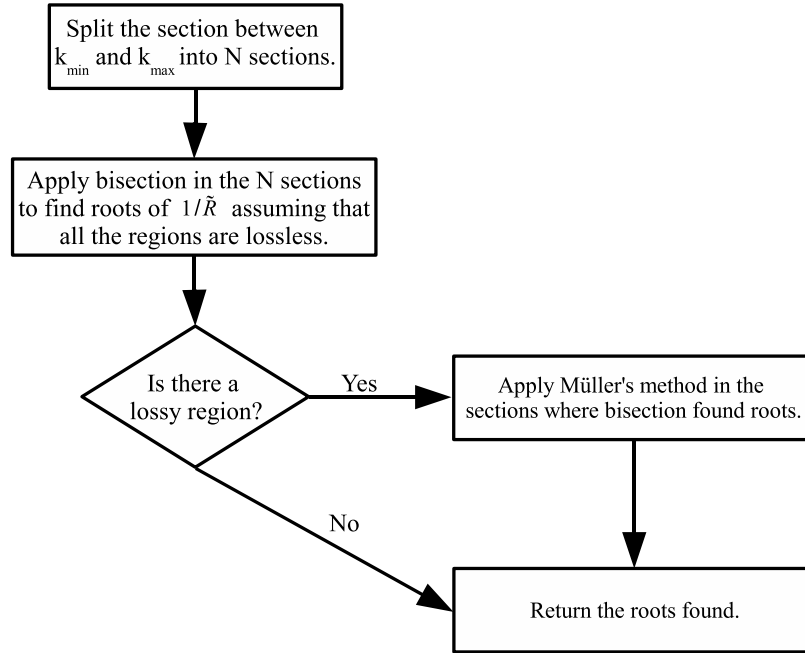 Split the section between
k_min and k_max into N sections.
Apply bisection in the N sections
to find roots of 1/R̃ assuming that
all the regions are lossless.
Is there a
lossy region?
Yes
Apply Müller's method in the
sections where bisection found roots.
No
Return the roots found.